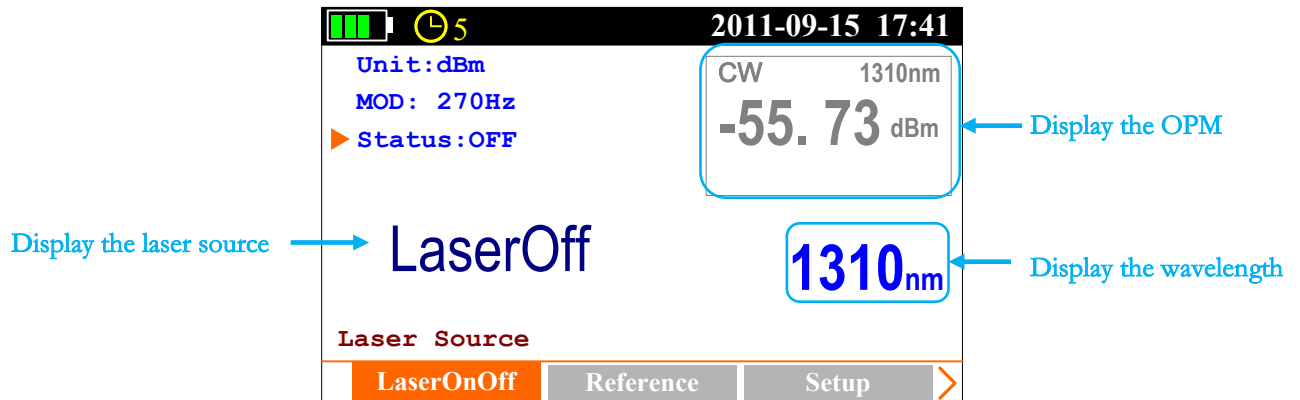 5 2011-09-15 17:41
Unit:dBm
MOD: 270Hz
Status:OFF
CW 1310nm
-55. 73 dBm
Display the OPM
Display the laser source
LaserOff
1310nm
Display the wavelength
Laser Source
LaserOnOff Reference Setup